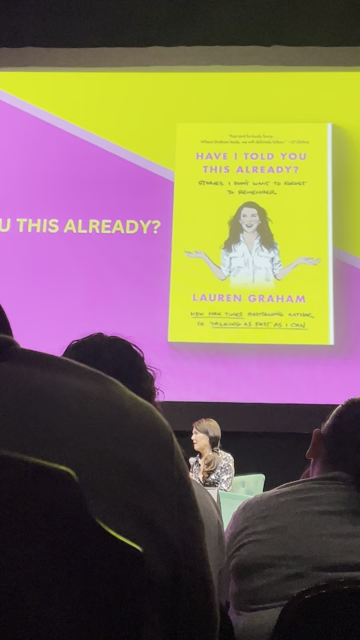 U THIS ALREADY?
HAVE I TOLD YOU
THIS ALREADY?
STORIES I DON'T WANT TO FORGET
TO REMEMBER
LAUREN GRAHAM
NEW YORK TIMES BESTSELLING AUTHOR
OF TALKING AS FAST AS I CAN